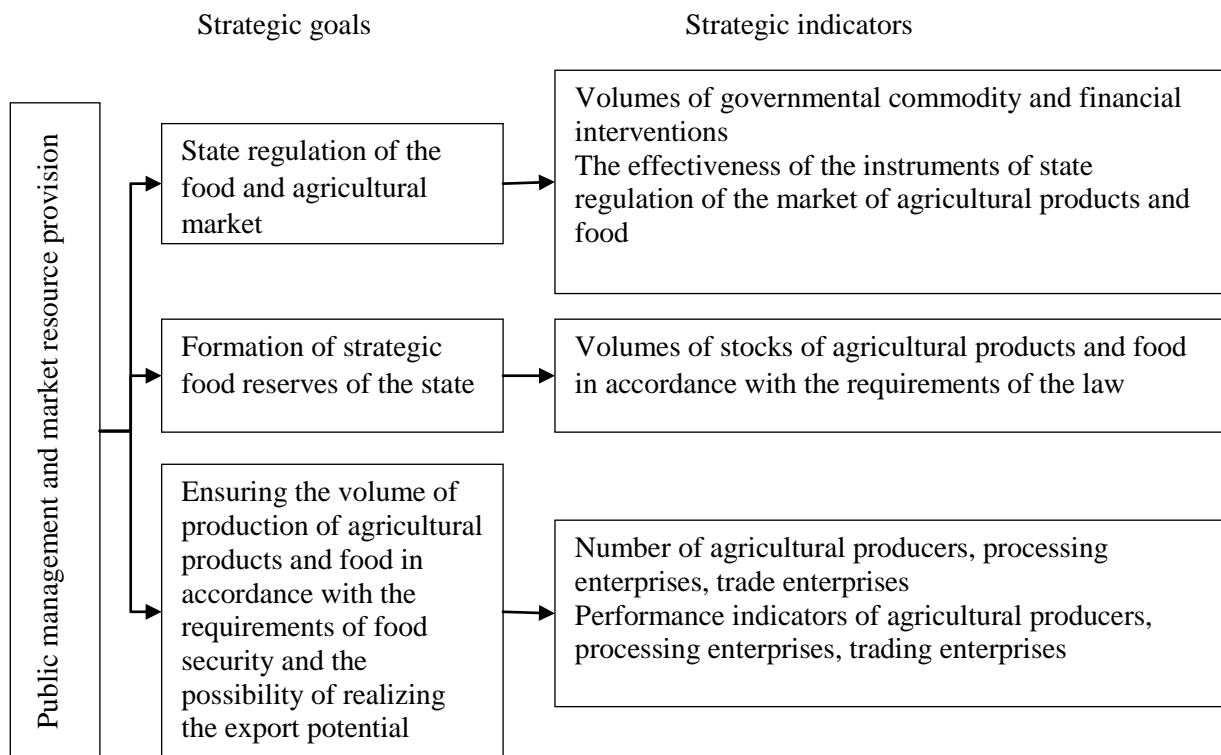 Strategic goals
Strategic indicators
Public management and market resource provision
State regulation of the
food and agricultural
market
Volumes of governmental commodity and financial
interventions
The effectiveness of the instruments of state
regulation of the market of agricultural products and
food
Formation of strategic
food reserves of the state
Volumes of stocks of agricultural products and food
in accordance with the requirements of the law
Ensuring the volume of
production of agricultural
products and food in
accordance with the
requirements of food
security and the
possibility of realizing
the export potential
Number of agricultural producers, processing
enterprises, trade enterprises
Performance indicators of agricultural producers,
processing enterprises, trading enterprises